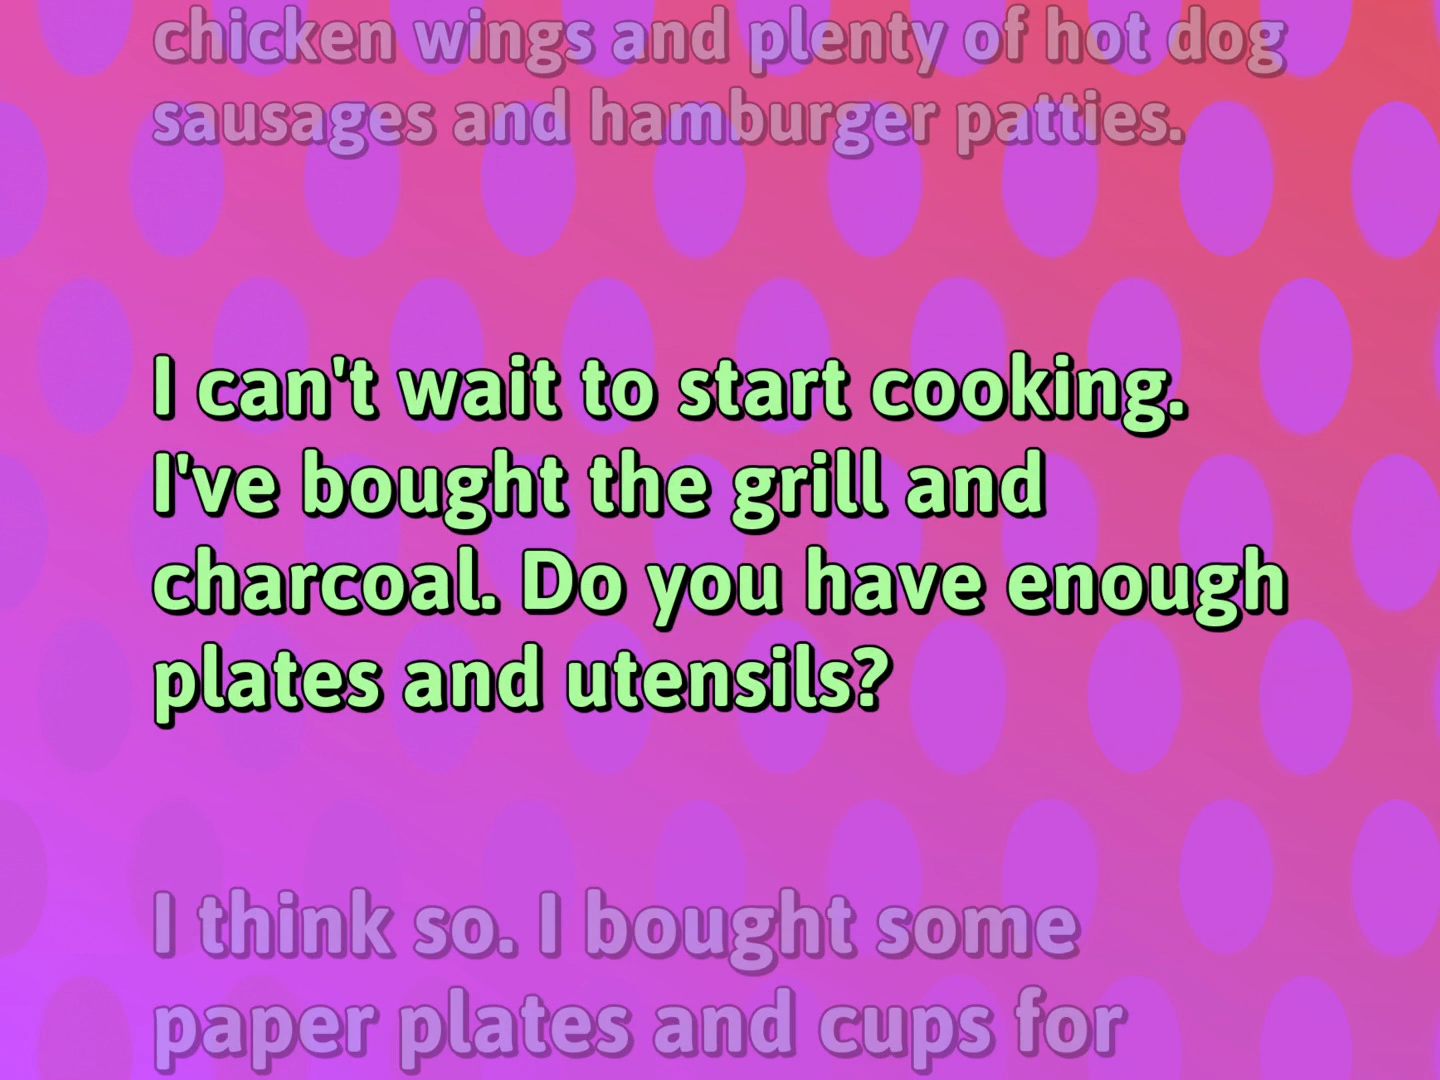 chicken wings and plenty of hot dog
sausages and hamburger patties.
I can't wait to start cooking.
I've bought the grill and
charcoal. Do you have enough
plates and utensils?
I think so. I bought some
paper plates and cups for